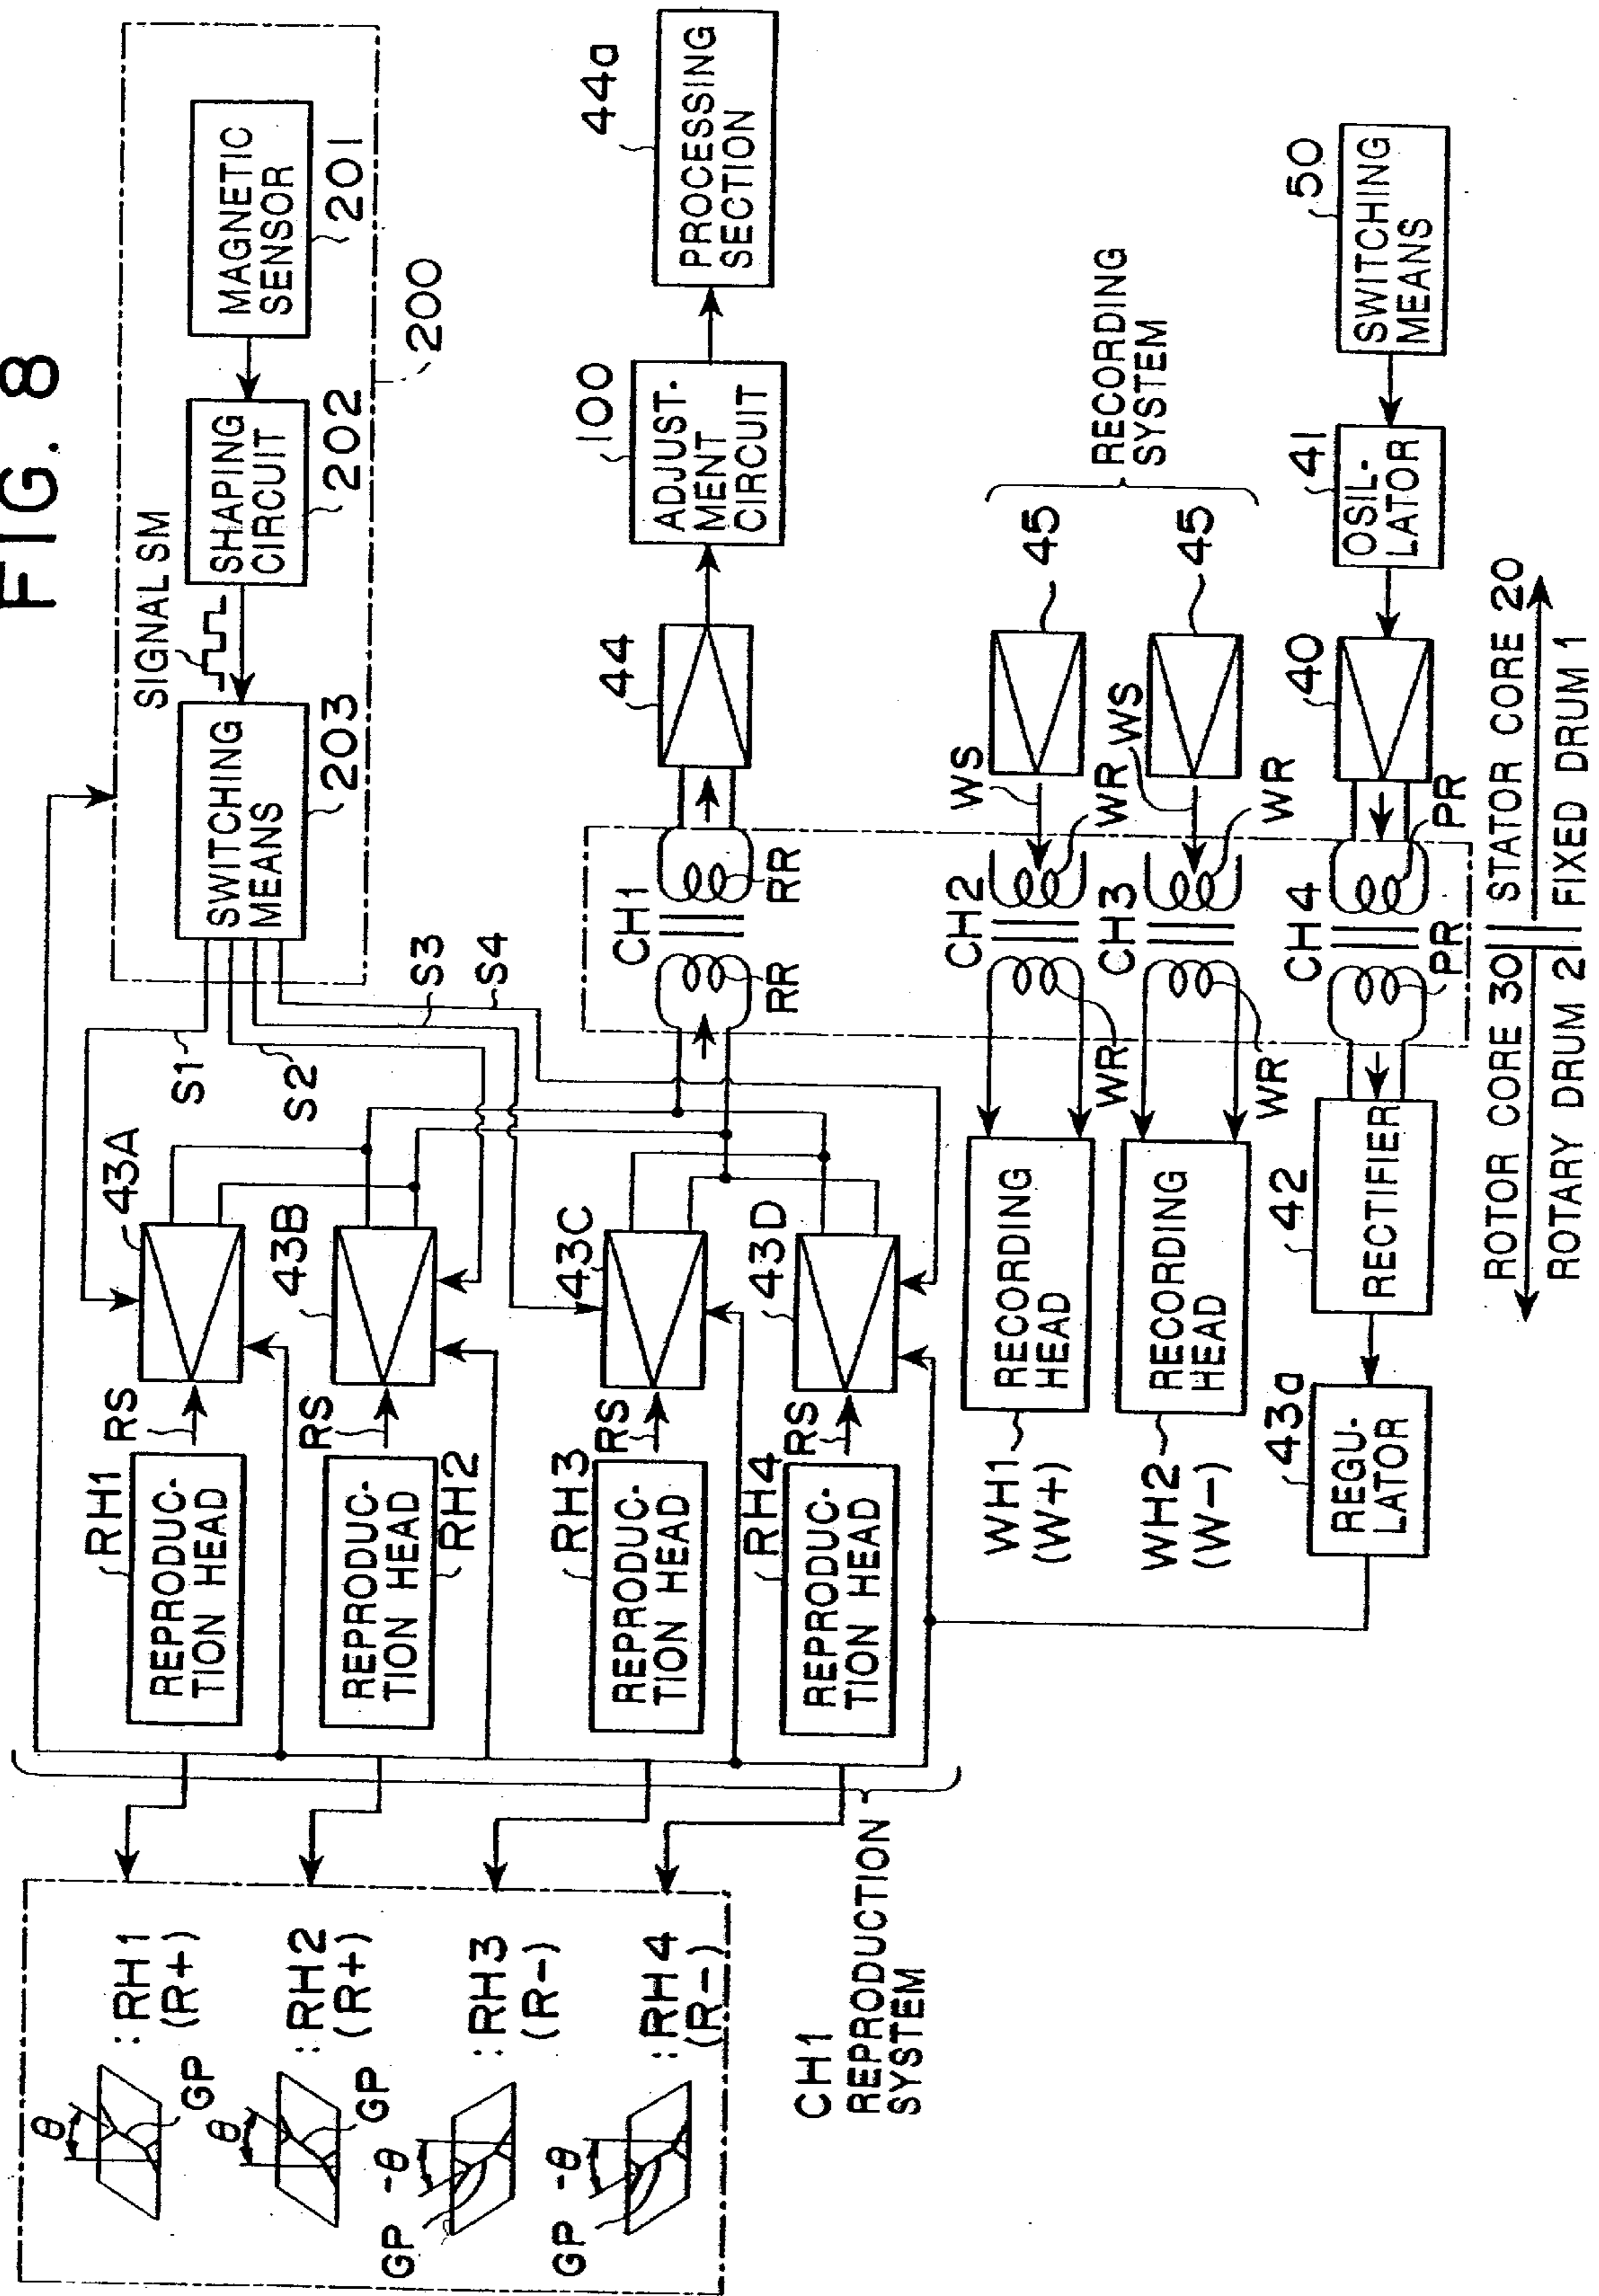 FIG. 8
MAGNETIC
SENSOR
201
SHAPING
CIRCUIT
202
SIGNAL SM
SWITCHING
MEANS
203
200
S1
S2
S3
S4
44a
PROCESSING
SECTION
100
ADJUST-
MENT
CIRCUIT
44
CH1
RR
RR
RECORDING
SYSTEM
45
45
WS
WS
CH2
WR
WR
CH3
WR
WR
50
SWITCHING
MEANS
41
OSIL-
LATOR
40
CH4
PR
PR
ROTOR CORE 30
STATOR CORE 20
ROTARY DRUM 2
FIXED DRUM 1
42
RECTIFIER
43a
REGU-
LATOR
43A
43B
43C
43D
RS
RS
RS
RS
RH1
REPRODUC-
TION HEAD
REPRODUC-
TION HEAD
RH2
RH3
REPRODUC-
TION HEAD
RH4
REPRODUC-
TION HEAD
RECORDING
HEAD
WH1
(W+)
RECORDING
HEAD
WH2
(W-)
CH1
REPRODUCTION
SYSTEM
θ
GP
:RH1
(R+)
θ
GP
:RH2
(R+)
-θ
GP
:RH3
(R-)
-θ
GP
:RH4
(R-)